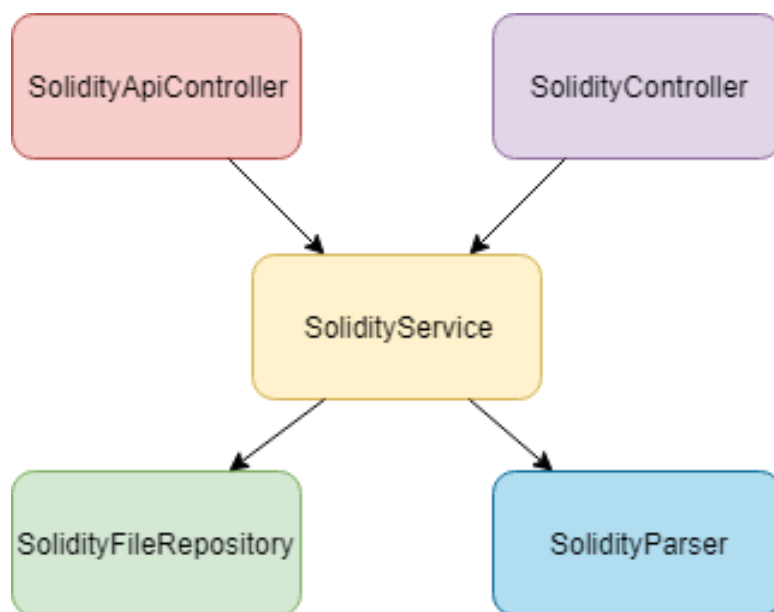 SolidityApiController
SolidityController
SolidityService
SolidityFileRepository
SolidityParser